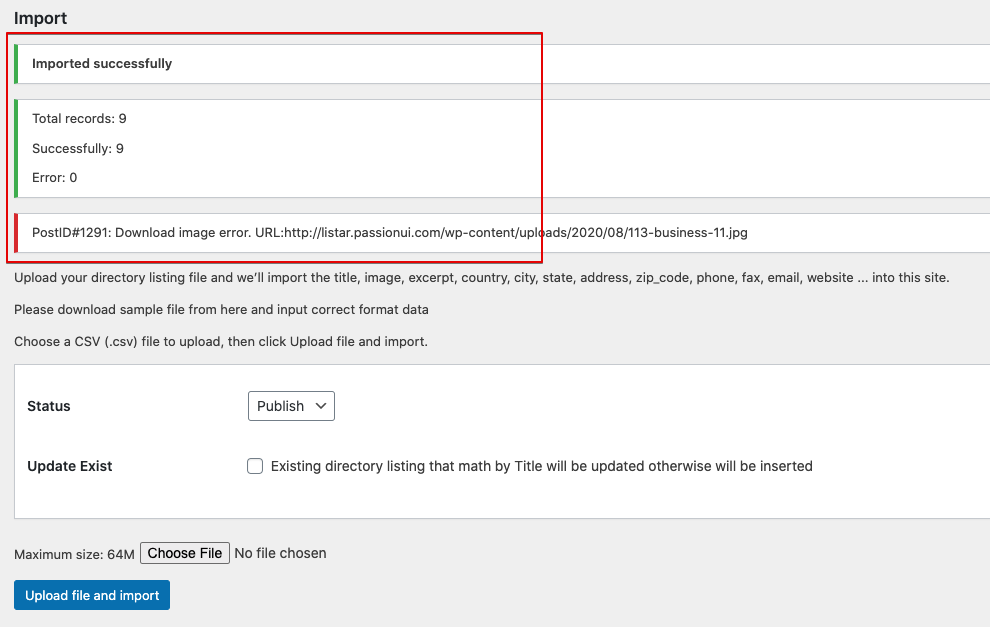 Import
Imported successfully
Total records: 9
Successfully: 9
Error: 0
PostID#1291: Download image error. URL:http://listar.passionui.com/wp-content/uploads/2020/08/113-business-11.jpg
Upload your directory listing file and we’ll import the title, image, excerpt, country, city, state, address, zip_code, phone, fax, email, website ... into this site.
Please download sample file from here and input correct format data
Choose a CSV (.csv) file to upload, then click Upload file and import.
Status Publish
Update Exist Existing directory listing that math by Title will be updated otherwise will be inserted
Maximum size: 64M Choose File No file chosen
Upload file and import